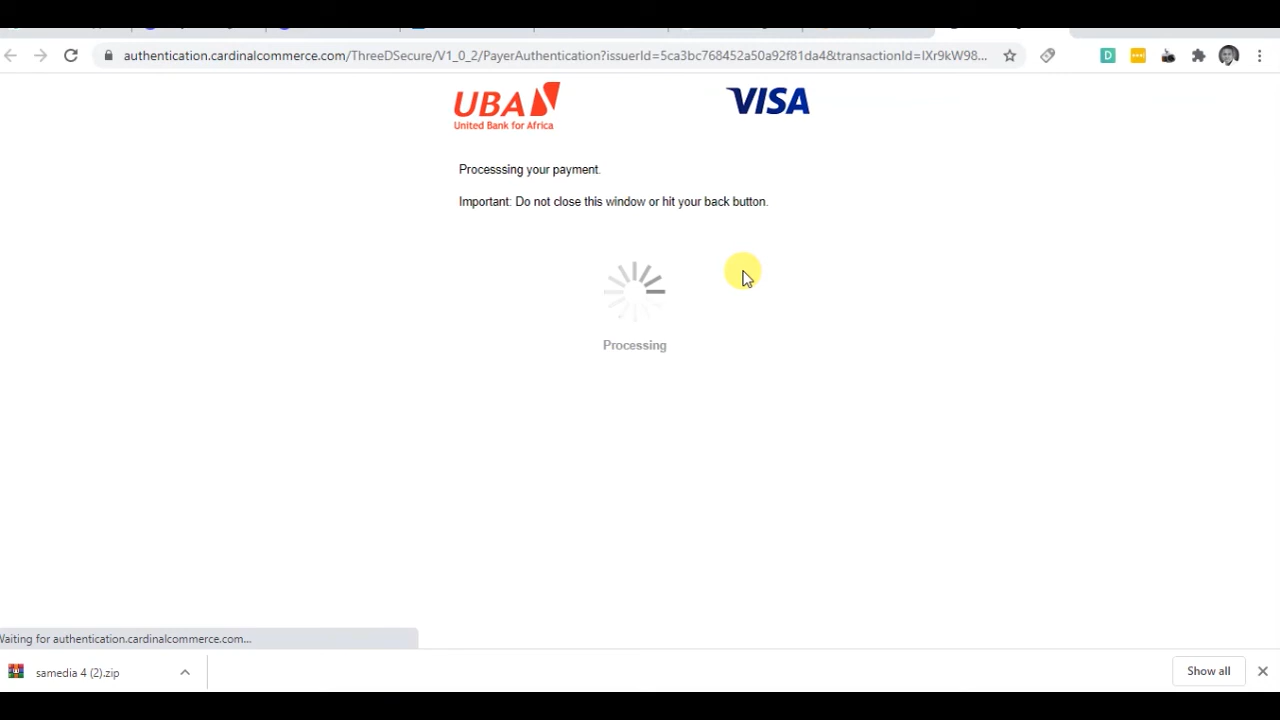 authentication.cardinalcommerce.com/ThreeDSecure/V1_0_2/PayerAuthentication?issuerId=5ca3bc768452a50a92f81da4&transactionId=IXr9kW98...
D
UBA
United Bank for Africa
VISA
Processsing your payment.
Important: Do not close this window or hit your back button.
Processing
Waiting for authentication.cardinalcommerce.com...
samedia 4 (2).zip
Show all